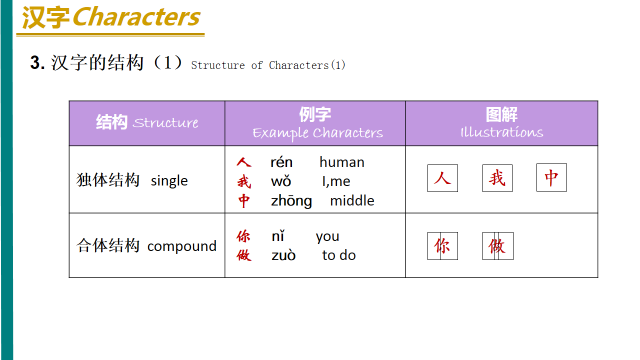 汉字Characters
3. 汉字的结构（1）Structure of Characters(1)
结构 Structure
例字
Example Characters
图解
Illustrations
独体结构 single
人 rén human
我 wǒ I,me
中 zhōng middle
人 我 中
合体结构 compound
你 nǐ you
做 zuò to do
你 做